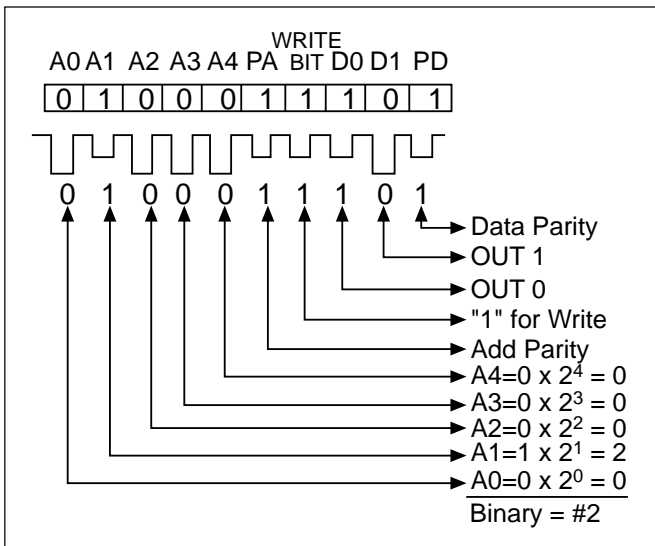 WRITE
A0 A1 A2 A3 A4 PA BIT D0 D1 PD
0 1 0 0 0 1 1 1 0 1
0 1 0 0 0 1 1 1 0 1
Data Parity
OUT 1
OUT 0
"1" for Write
Add Parity
A4=0 x 2⁴ = 0
A3=0 x 2³ = 0
A2=0 x 2² = 0
A1=1 x 2¹ = 2
A0=0 x 2⁰ = 0
Binary = #2